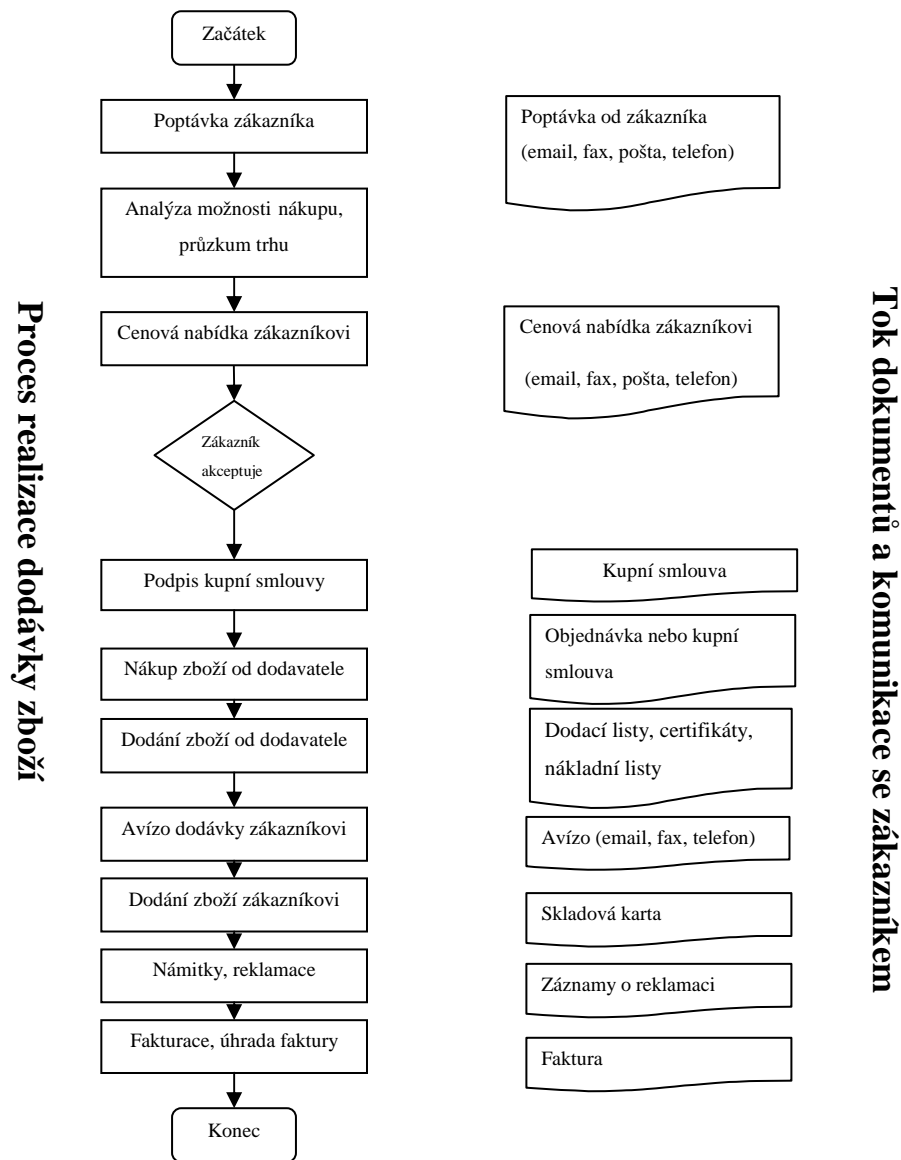 Proces realizace dodávky zboží
Začátek
Poptávka zákazníka
Analýza možnosti nákupu,
průzkum trhu
Cenová nabídka zákazníkovi
Zákazník
akceptuje
Podpis kupní smlouvy
Nákup zboží od dodavatele
Dodání zboží od dodavatele
Avízo dodávky zákazníkovi
Dodání zboží zákazníkovi
Námitky, reklamace
Fakturace, úhrada faktury
Konec
Poptávka od zákazníka
(email, fax, pošta, telefon)
Cenová nabídka zákazníkovi
(email, fax, pošta, telefon)
Kupní smlouva
Objednávka nebo kupní
smlouva
Dodací listy, certifikáty,
nákladní listy
Avízo (email, fax, telefon)
Skladová karta
Záznamy o reklamaci
Faktura
Tok dokumentů a komunikace se zákazníkem